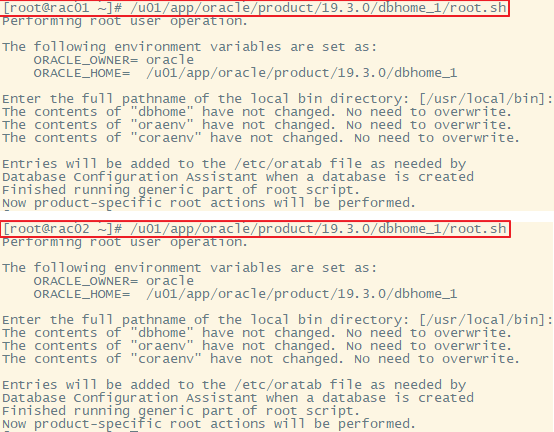 [root@rac01 ~]# /u01/app/oracle/product/19.3.0/dbhome_1/root.sh
Performing root user operation.
The following environment variables are set as:
ORACLE_OWNER= oracle
ORACLE_HOME=  /u01/app/oracle/product/19.3.0/dbhome_1
Enter the full pathname of the local bin directory: [/usr/local/bin]:
The contents of "dbhome" have not changed. No need to overwrite.
The contents of "oraenv" have not changed. No need to overwrite.
The contents of "coraenv" have not changed. No need to overwrite.
Entries will be added to the /etc/oratab file as needed by
Database Configuration Assistant when a database is created
Finished running generic part of root script.
Now product-specific root actions will be performed.
[root@rac02 ~]# /u01/app/oracle/product/19.3.0/dbhome_1/root.sh
Performing root user operation.
The following environment variables are set as:
ORACLE_OWNER= oracle
ORACLE_HOME=  /u01/app/oracle/product/19.3.0/dbhome_1
Enter the full pathname of the local bin directory: [/usr/local/bin]:
The contents of "dbhome" have not changed. No need to overwrite.
The contents of "oraenv" have not changed. No need to overwrite.
The contents of "coraenv" have not changed. No need to overwrite.
Entries will be added to the /etc/oratab file as needed by
Database Configuration Assistant when a database is created
Finished running generic part of root script.
Now product-specific root actions will be performed.